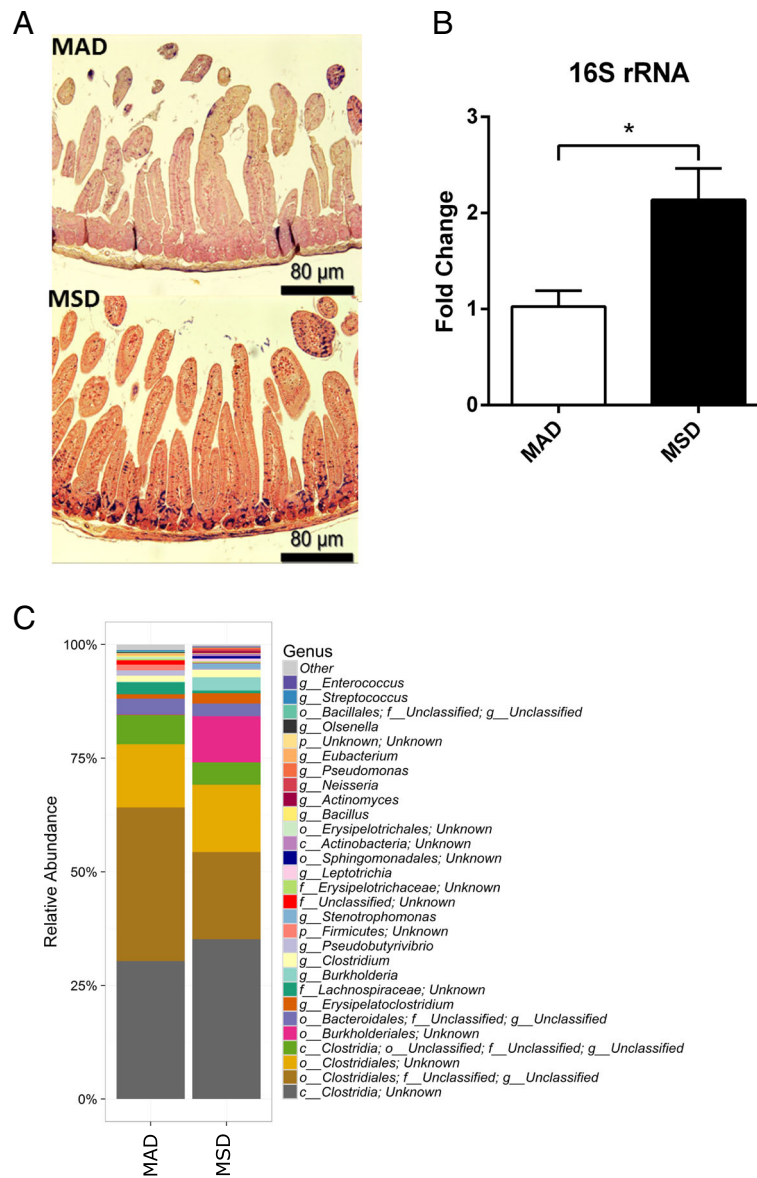 A
MAD
80 µm
MSD
80 µm
B
16S rRNA
*
Fold Change
3
2
1
0
MAD
MSD
C
Relative Abundance
100%
75%
50%
25%
0%
MAD
MSD
Genus
Other
g__Enterococcus
g__Streptococcus
o__Bacillales; f__Unclassified; g__Unclassified
g__Olsenella
p__Unknown; Unknown
g__Eubacterium
g__Pseudomonas
g__Neisseria
g__Actinomyces
g__Bacillus
o__Erysipelotrichales; Unknown
c__Actinobacteria; Unknown
o__Sphingomonadales; Unknown
g__Leptotrichia
f__Erysipelotrichaceae; Unknown
f__Unclassified; Unknown
g__Stenotrophomonas
p__Firmicutes; Unknown
g__Pseudobutyrivibrio
g__Clostridium
g__Burkholderia
f__Lachnospiraceae; Unknown
g__Erysipelatoclostridium
o__Bacteroidales; f__Unclassified; g__Unclassified
o__Burkholderiales; Unknown
c__Clostridia; o__Unclassified; f__Unclassified; g__Unclassified
o__Clostridiales; Unknown
o__Clostridiales; f__Unclassified; g__Unclassified
c__Clostridia; Unknown